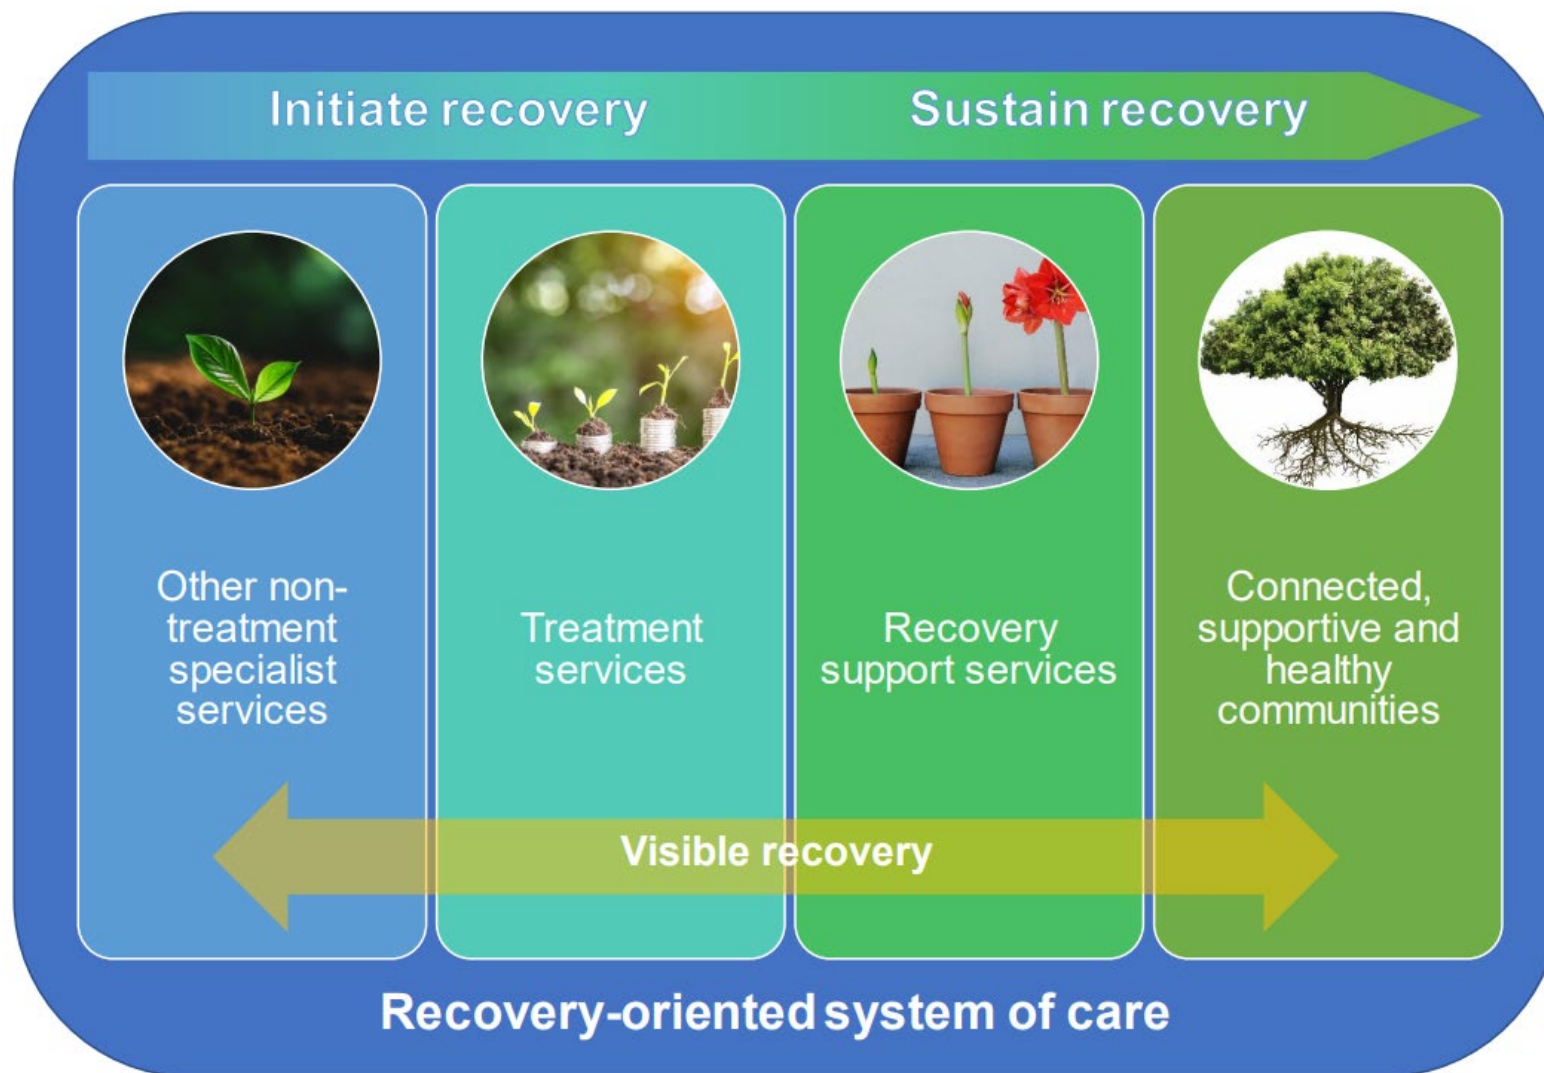 Initiate recovery
Sustain recovery
Other non-
treatment
specialist
services
Treatment
services
Recovery
support services
Connected,
supportive and
healthy
communities
Visible recovery
Recovery-oriented system of care